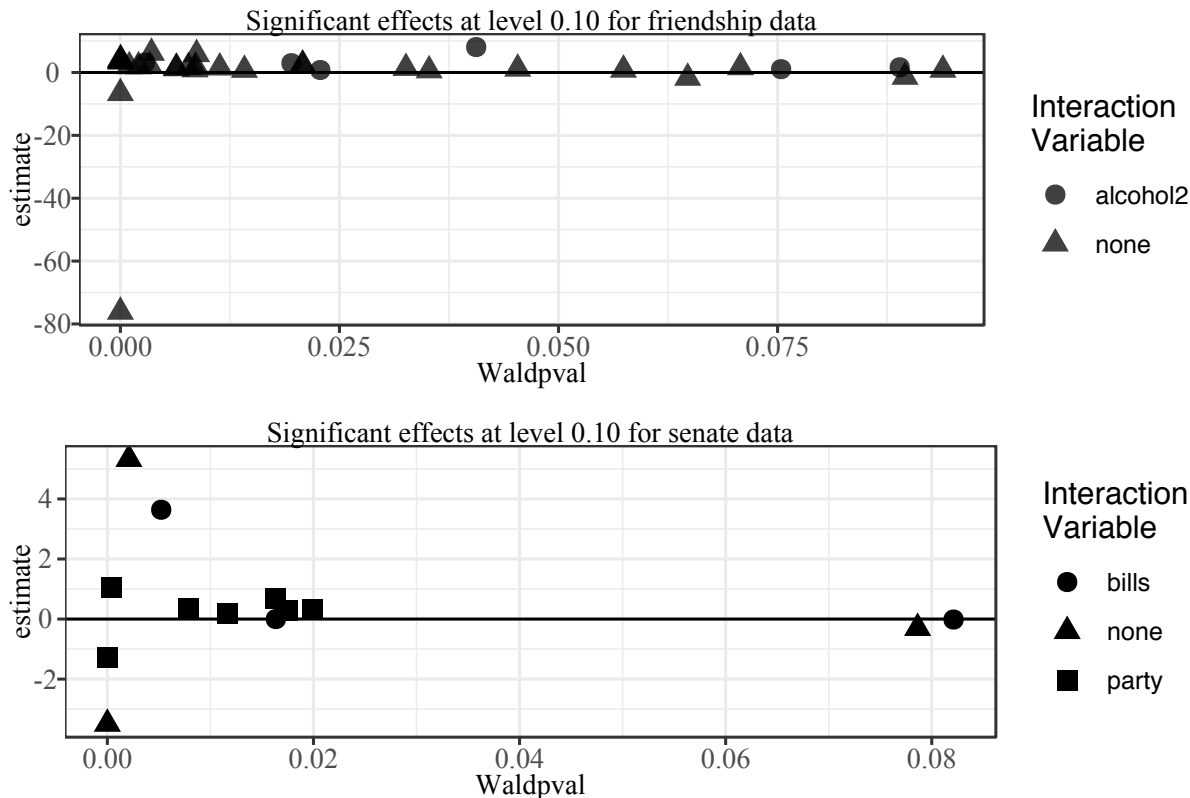 Significant effects at level 0.10 for friendship data
0
-20
-40
-60
-80
estimate
0.000 0.025 0.050 0.075
Waldpval
Interaction
Variable
alcohol2
none
Significant effects at level 0.10 for senate data
4
2
0
-2
estimate
0.00 0.02 0.04 0.06 0.08
Waldpval
Interaction
Variable
bills
none
party